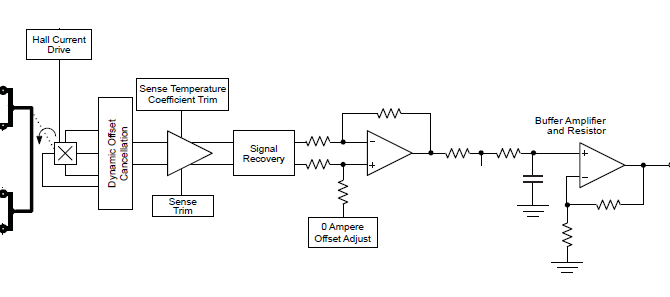 Hall Current
Drive
Sense Temperature
Coefficient Trim
Buffer Amplifier
and Resistor
Dynamic Offset
Cancellation
Signal
Recovery
Sense
Trim
0 Ampere
Offset Adjust